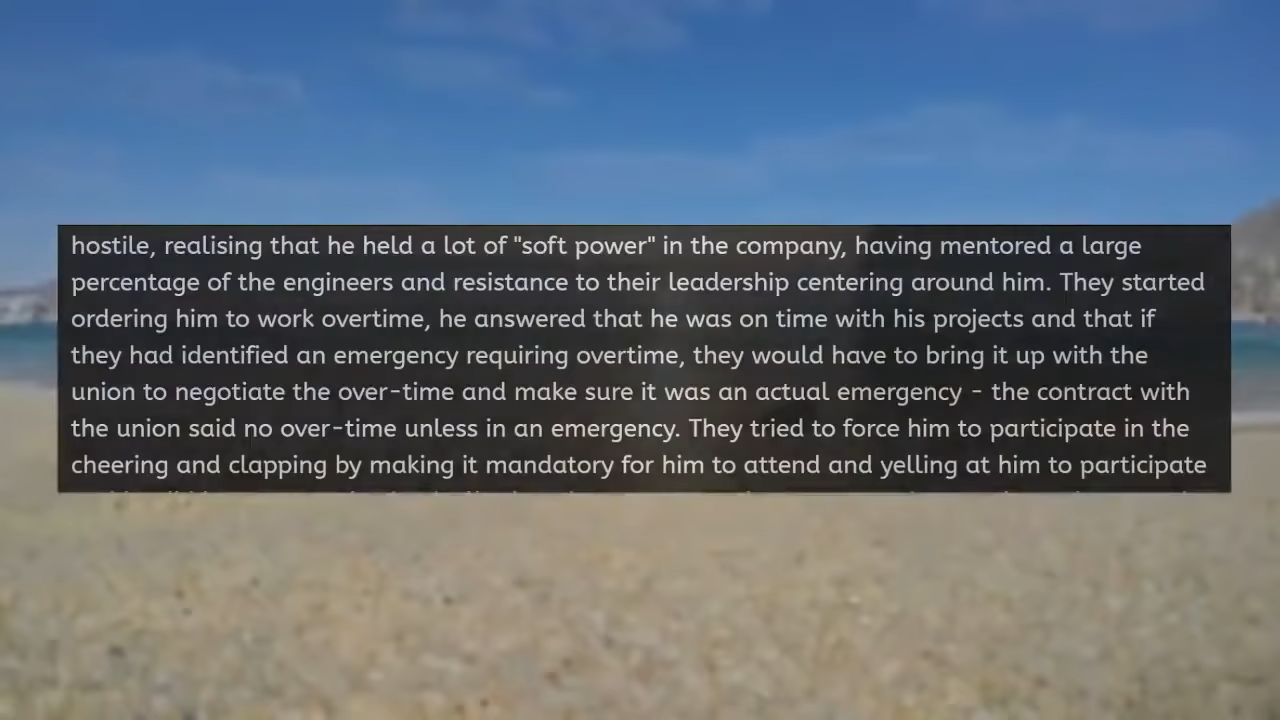 hostile, realising that he held a lot of "soft power" in the company, having mentored a large
percentage of the engineers and resistance to their leadership centering around him. They started
ordering him to work overtime, he answered that he was on time with his projects and that if
they had identified an emergency requiring overtime, they would have to bring it up with the
union to negotiate the over-time and make sure it was an actual emergency - the contract with
the union said no over-time unless in an emergency. They tried to force him to participate in the
cheering and clapping by making it mandatory for him to attend and yelling at him to participate